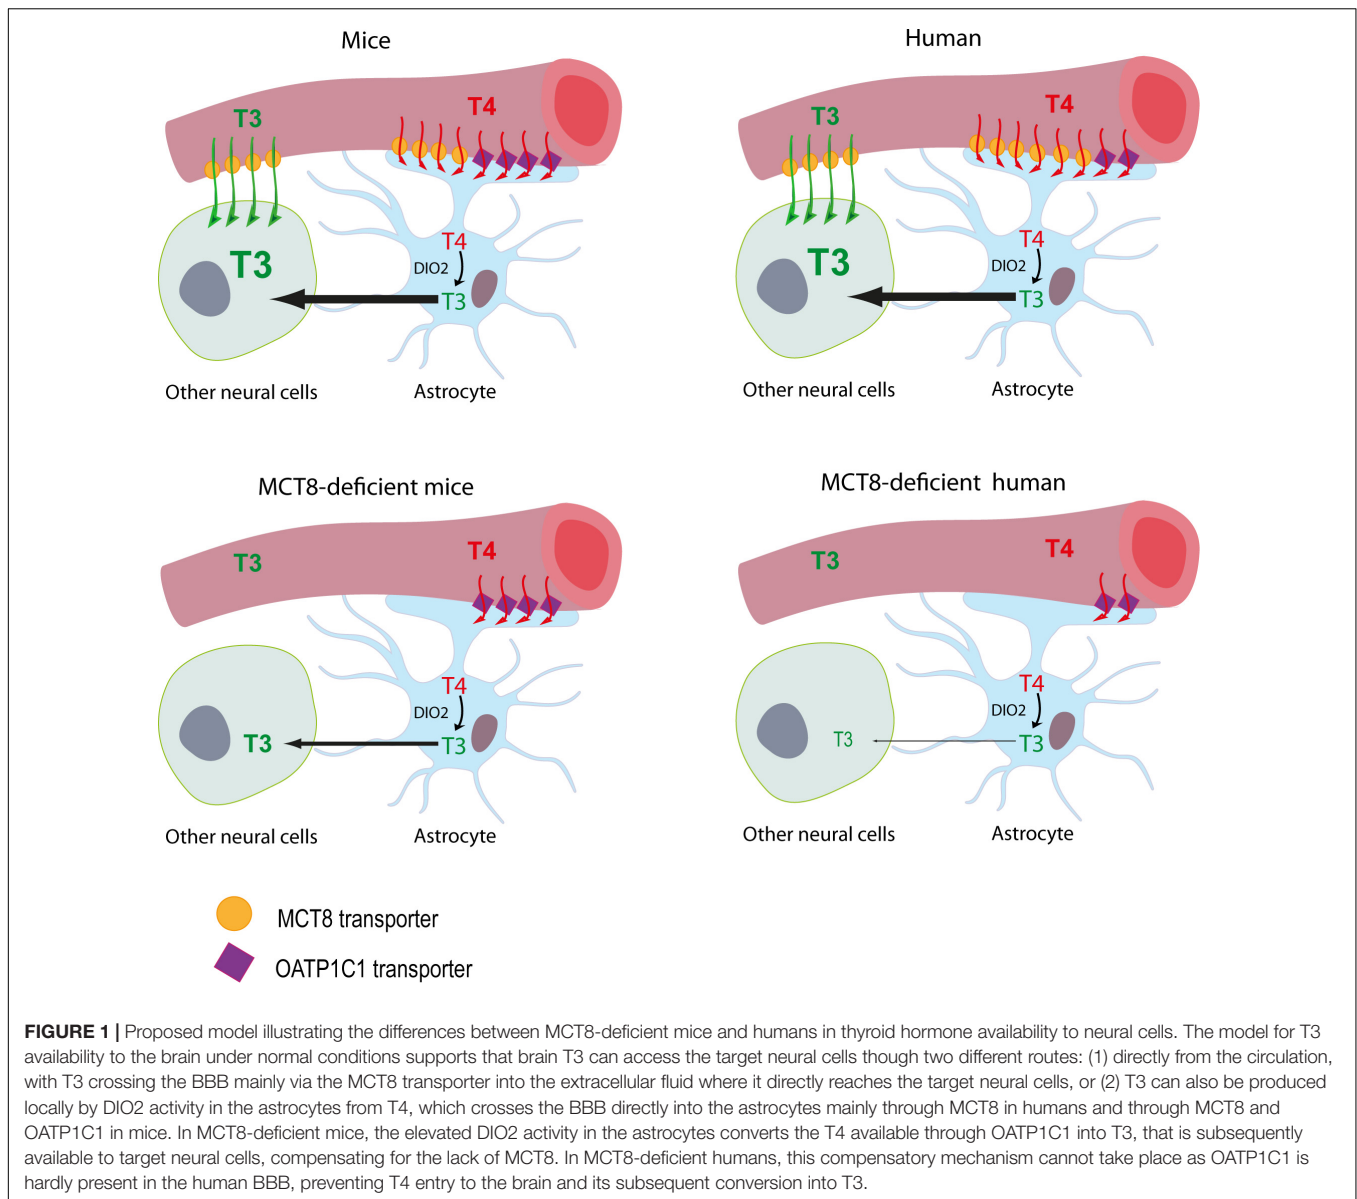 Mice
Human
T3
T4
T3
T4
T3
T4
DIO2
T3
T3
T4
DIO2
T3
Other neural cells
Astrocyte
Other neural cells
Astrocyte
MCT8-deficient mice
MCT8-deficient human
T3
T4
T3
T4
T4
DIO2
T3
T3
T4
DIO2
T3
T3
Other neural cells
Astrocyte
Other neural cells
Astrocyte
MCT8 transporter
OATP1C1 transporter
FIGURE 1 | Proposed model illustrating the differences between MCT8-deficient mice and humans in thyroid hormone availability to neural cells. The model for T3
availability to the brain under normal conditions supports that brain T3 can access the target neural cells though two different routes: (1) directly from the circulation,
with T3 crossing the BBB mainly via the MCT8 transporter into the extracellular fluid where it directly reaches the target neural cells, or (2) T3 can also be produced
locally by DIO2 activity in the astrocytes from T4, which crosses the BBB directly into the astrocytes mainly through MCT8 in humans and through MCT8 and
OATP1C1 in mice. In MCT8-deficient mice, the elevated DIO2 activity in the astrocytes converts the T4 available through OATP1C1 into T3, that is subsequently
available to target neural cells, compensating for the lack of MCT8. In MCT8-deficient humans, this compensatory mechanism cannot take place as OATP1C1 is
hardly present in the human BBB, preventing T4 entry to the brain and its subsequent conversion into T3.